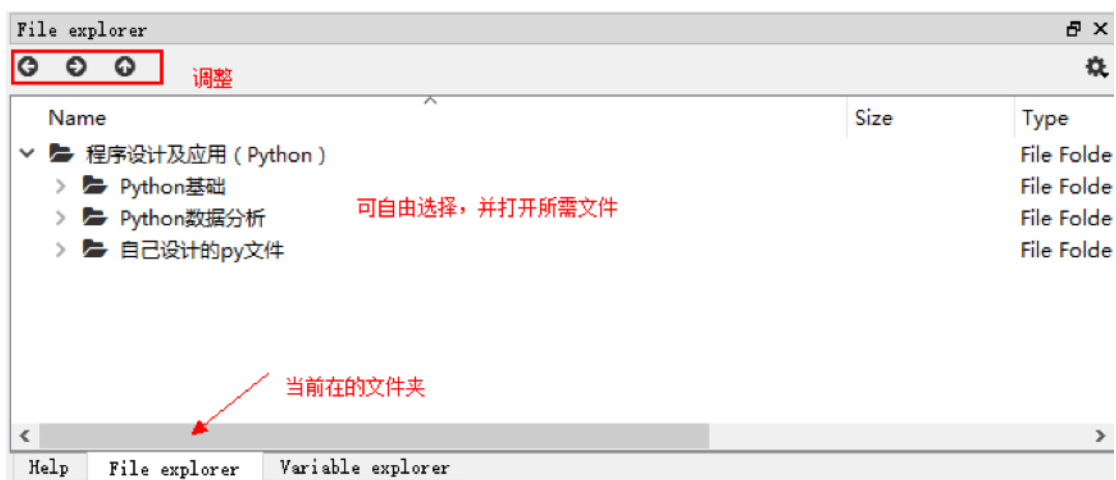 File explorer
调整
Name Size Type
程序设计及应用（Python） File Folde
Python基础 File Folde
可自由选择，并打开所需文件
Python数据分析 File Folde
自己设计的py文件 File Folde
当前在的文件夹
Help File explorer Variable explorer